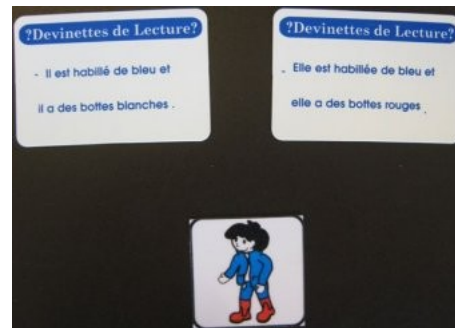 ?Devinettes de Lecture?
- Il est habillé de bleu et
il a des bottes blanches .
?Devinettes de Lecture?
- Elle est habillée de bleu et
elle a des bottes rouges .